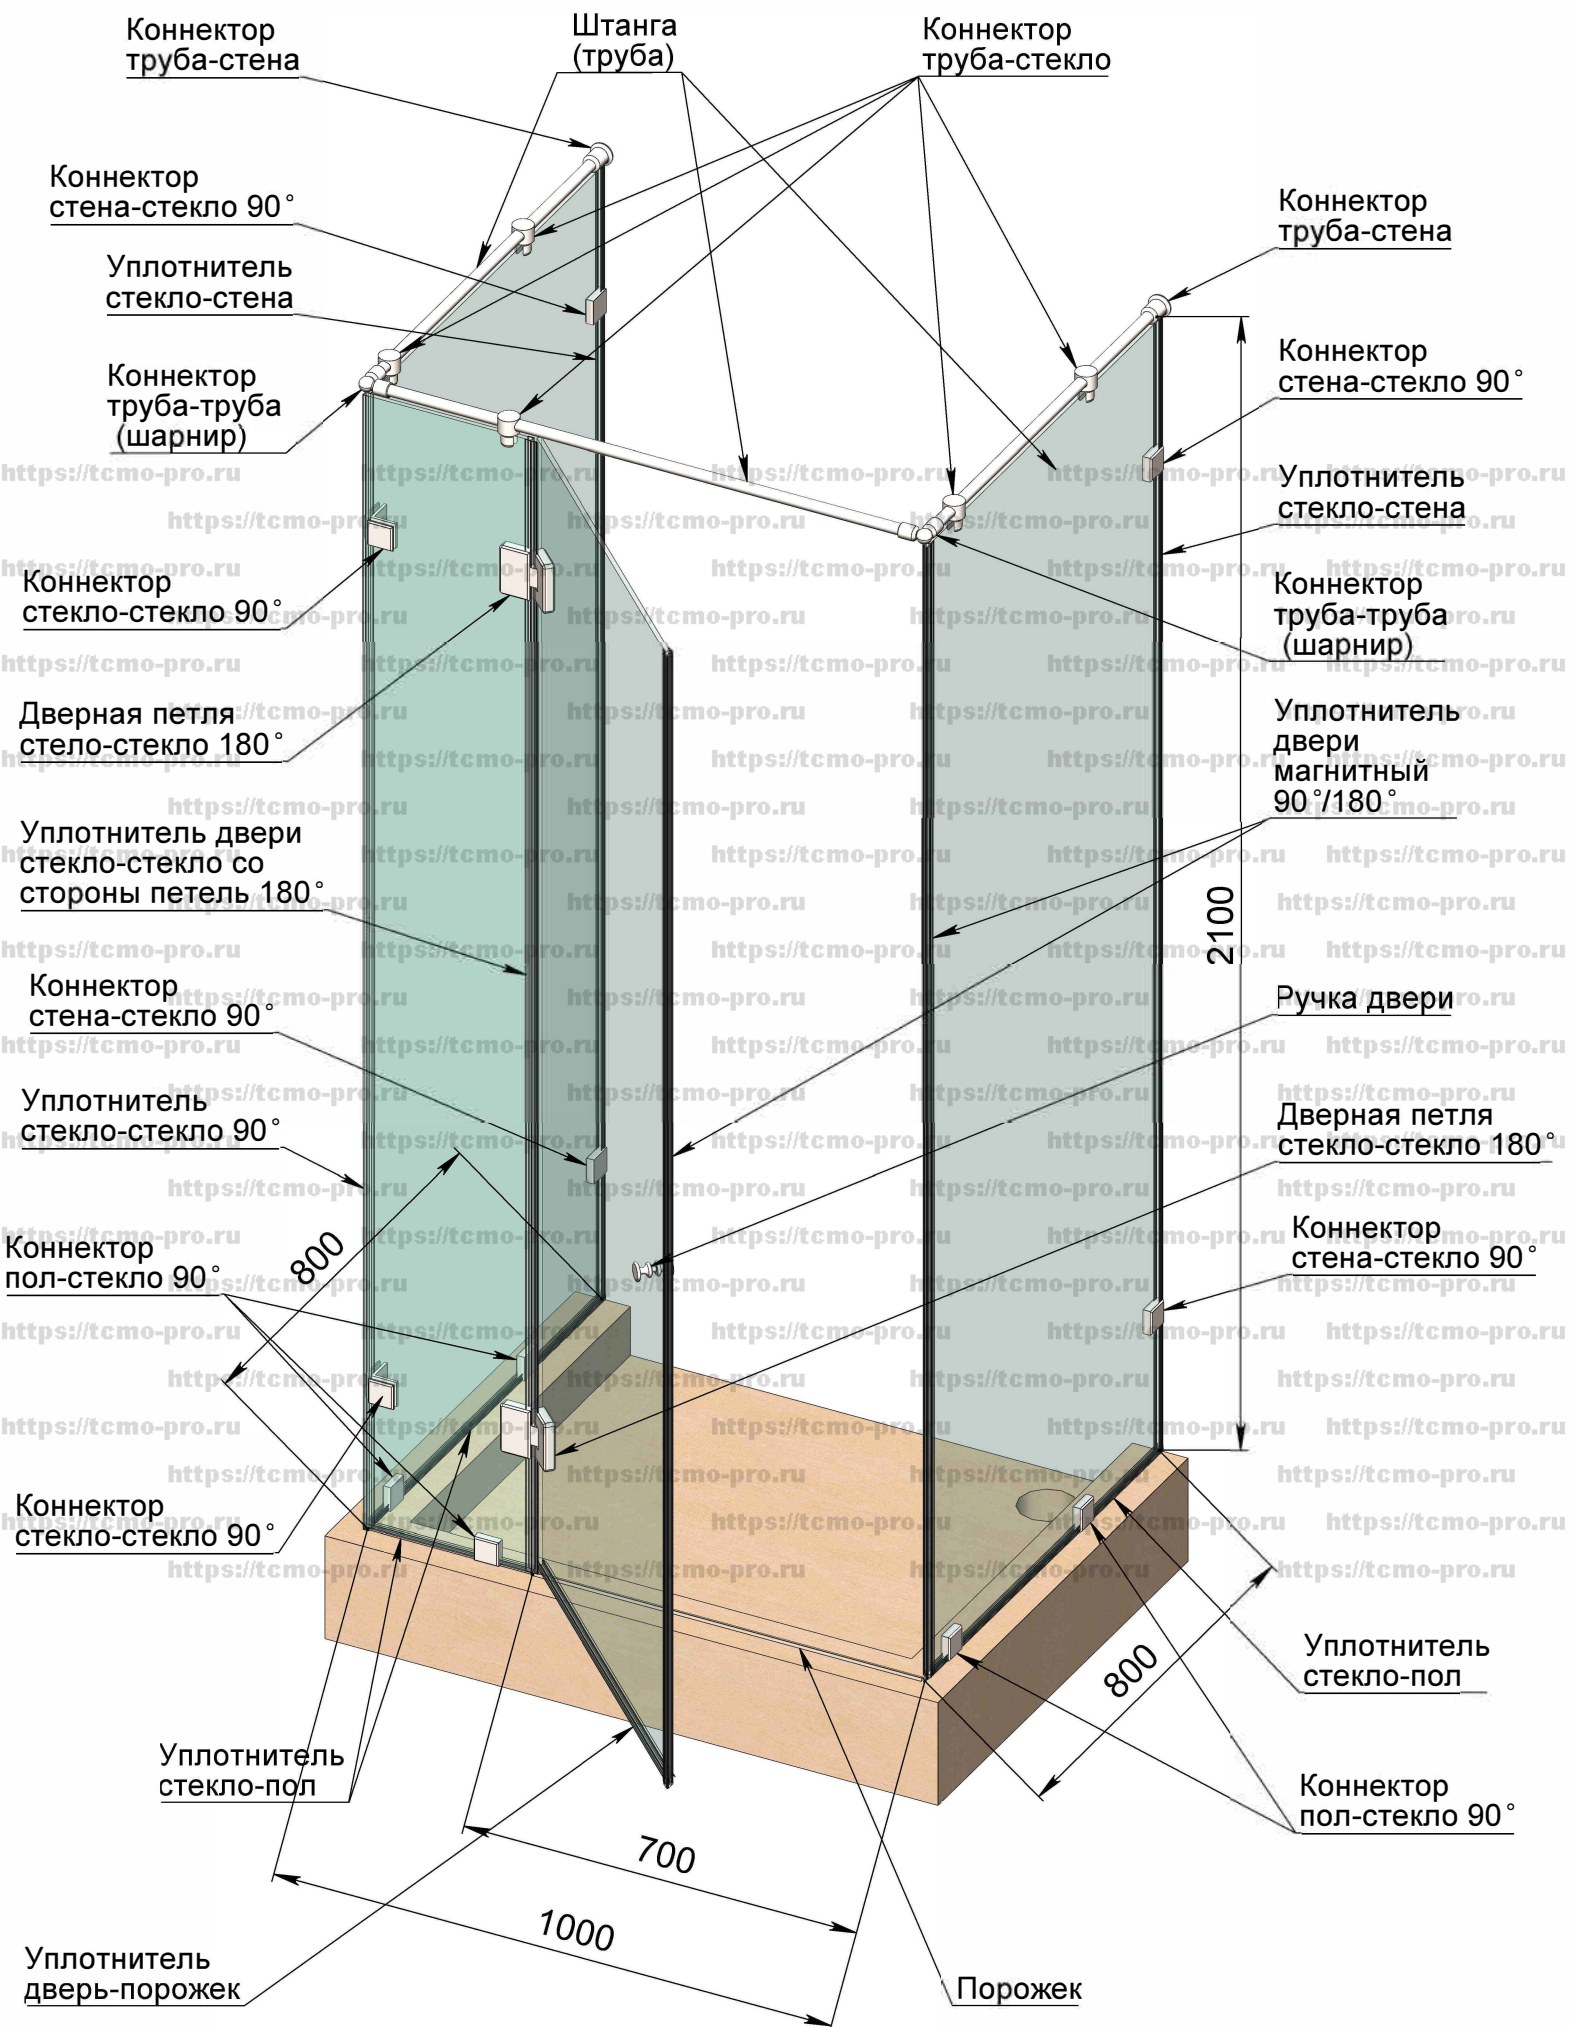 Коннектор
труба-стена
Штанга
(труба)
Коннектор
труба-стекло
Коннектор
стена-стекло 90°
Коннектор
труба-стена
Уплотнитель
стекло-стена
Коннектор
стена-стекло 90°
Коннектор
труба-труба
(шарнир)
Уплотнитель
стекло-стена
Коннектор
стекло-стекло 90°
Коннектор
труба-труба
(шарнир)
Дверная петля
стело-стекло 180°
Уплотнитель
двери
магнитный
90°/180°
Уплотнитель двери
стекло-стекло со
стороны петель 180°
2100
Коннектор
стена-стекло 90°
Ручка двери
Уплотнитель
стекло-стекло 90°
Дверная петля
стекло-стекло 180°
Коннектор
пол-стекло 90°
800
Коннектор
стена-стекло 90°
Коннектор
стекло-стекло 90°
Уплотнитель
стекло-пол
800
Уплотнитель
стекло-пол
Коннектор
пол-стекло 90°
700
1000
Уплотнитель
дверь-порожек
Порожек
https://tcmo-pro.ru